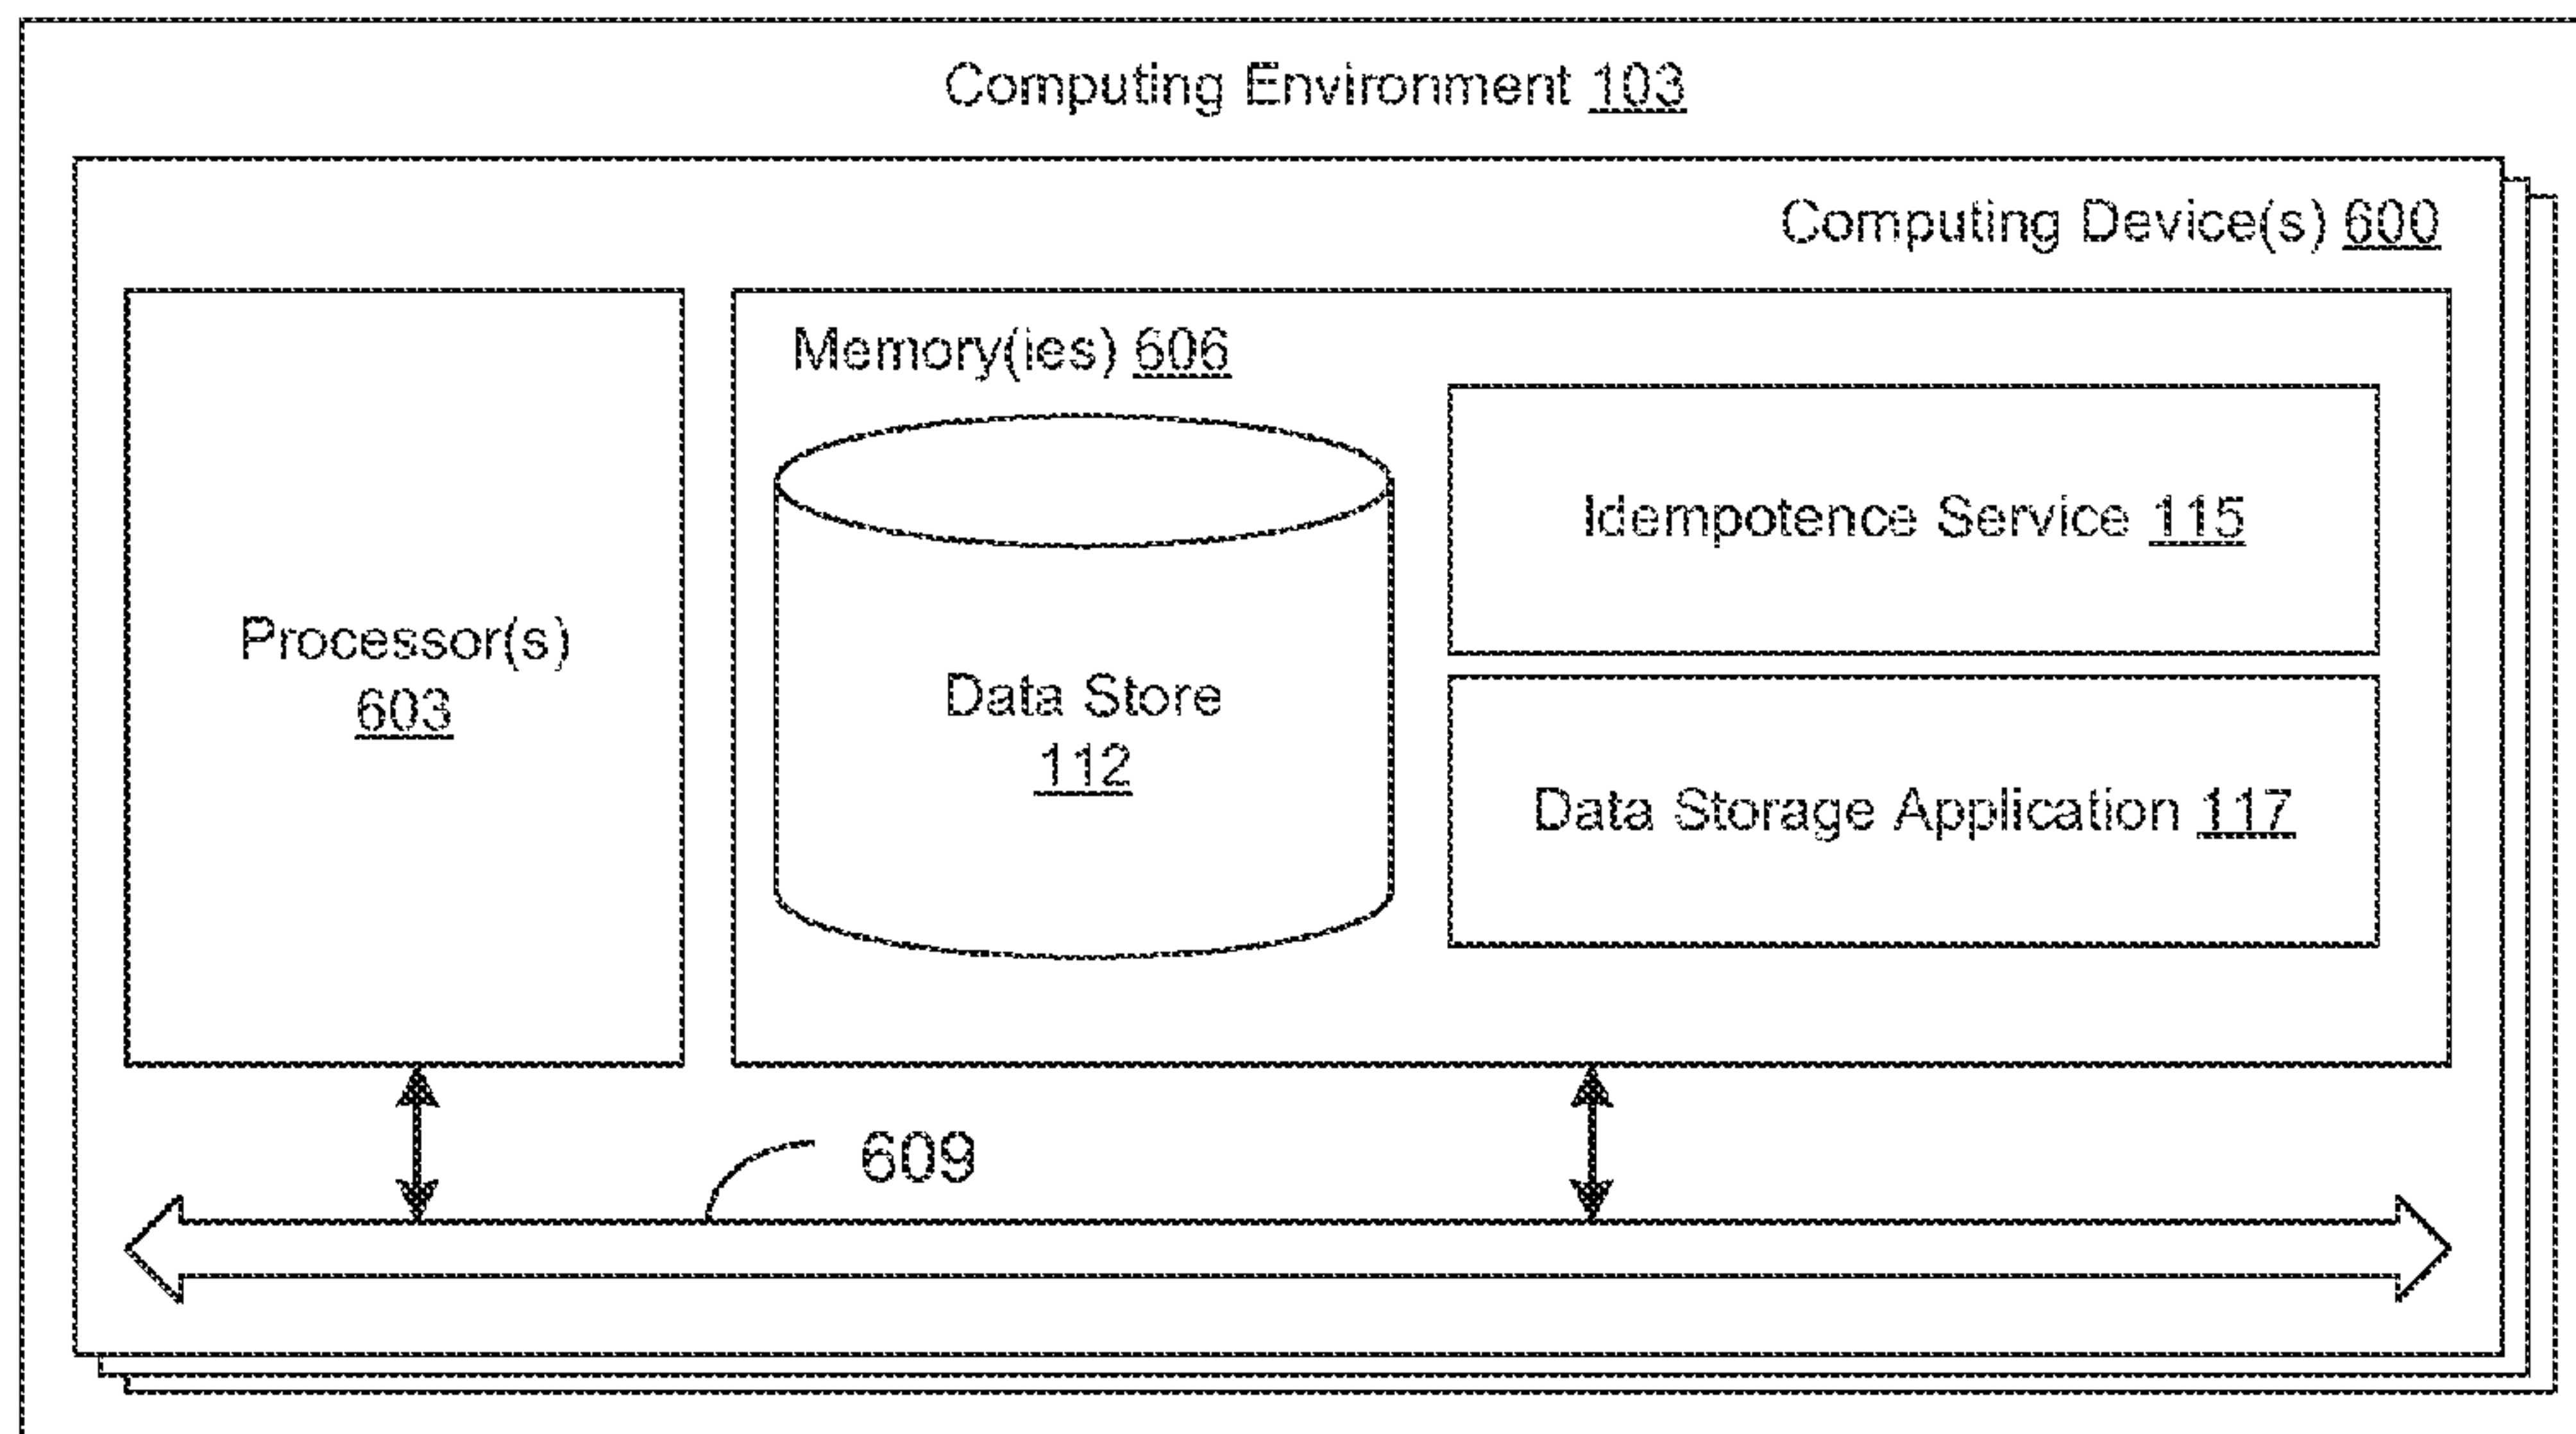 Computing Environment 103
Computing Device(s) 600
Memory(ies) 606
Idempotence Service 115
Processor(s)
603
Data Store
112
Data Storage Application 117
609